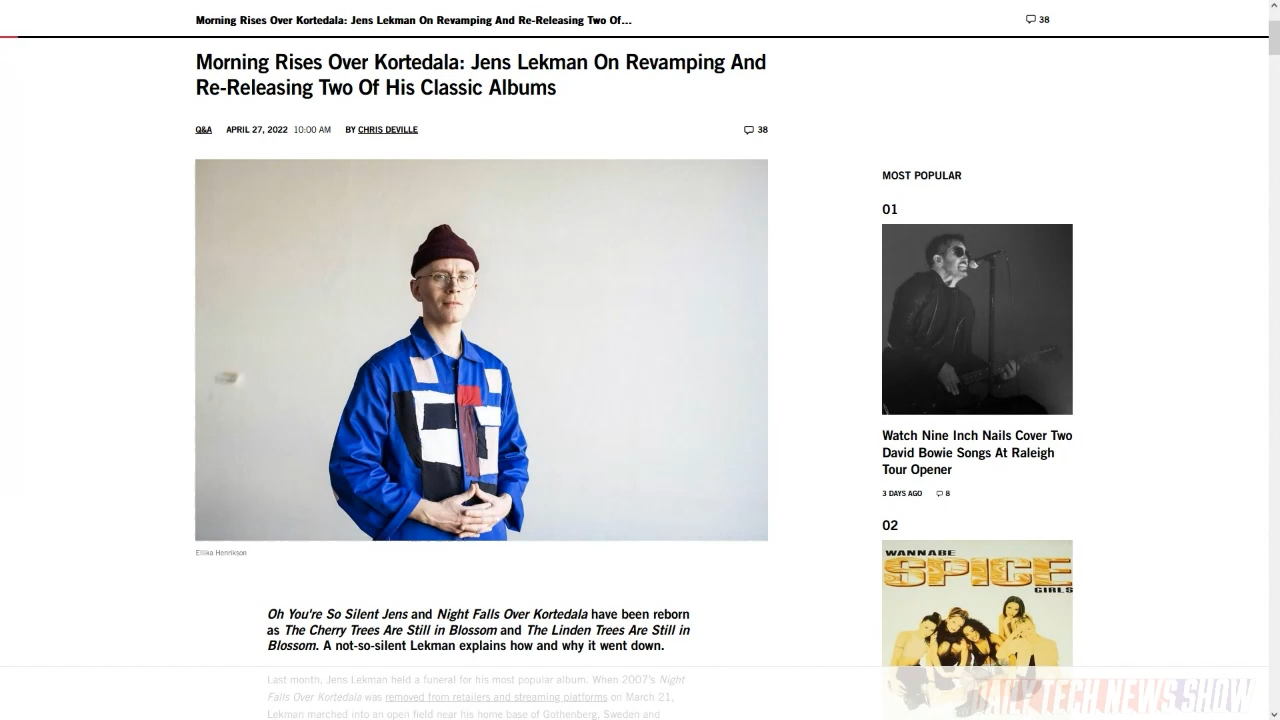 Morning Rises Over Kortedala: Jens Lekman On Revamping And Re-Releasing Two Of...
38
Morning Rises Over Kortedala: Jens Lekman On Revamping And
Re-Releasing Two Of His Classic Albums
Q&A APRIL 27, 2022 10:00 AM BY CHRIS DEVILLE
38
MOST POPULAR
01
Watch Nine Inch Nails Cover Two
David Bowie Songs At Raleigh
Tour Opener
3 DAYS AGO 8
02
WANNABE
SPICE
GIRLS
Ellika Henrikson
Oh You're So Silent Jens and Night Falls Over Kortedala have been reborn
as The Cherry Trees Are Still in Blossom and The Linden Trees Are Still in
Blossom. A not-so-silent Lekman explains how and why it went down.
Last month, Jens Lekman held a funeral for his most popular album. When 2007's Night
Falls Over Kortedala was removed from retailers and streaming platforms on March 21,
Lekman marched into an open field near his home base of Gothenberg, Sweden and
DAILY TECH NEWS SHOW